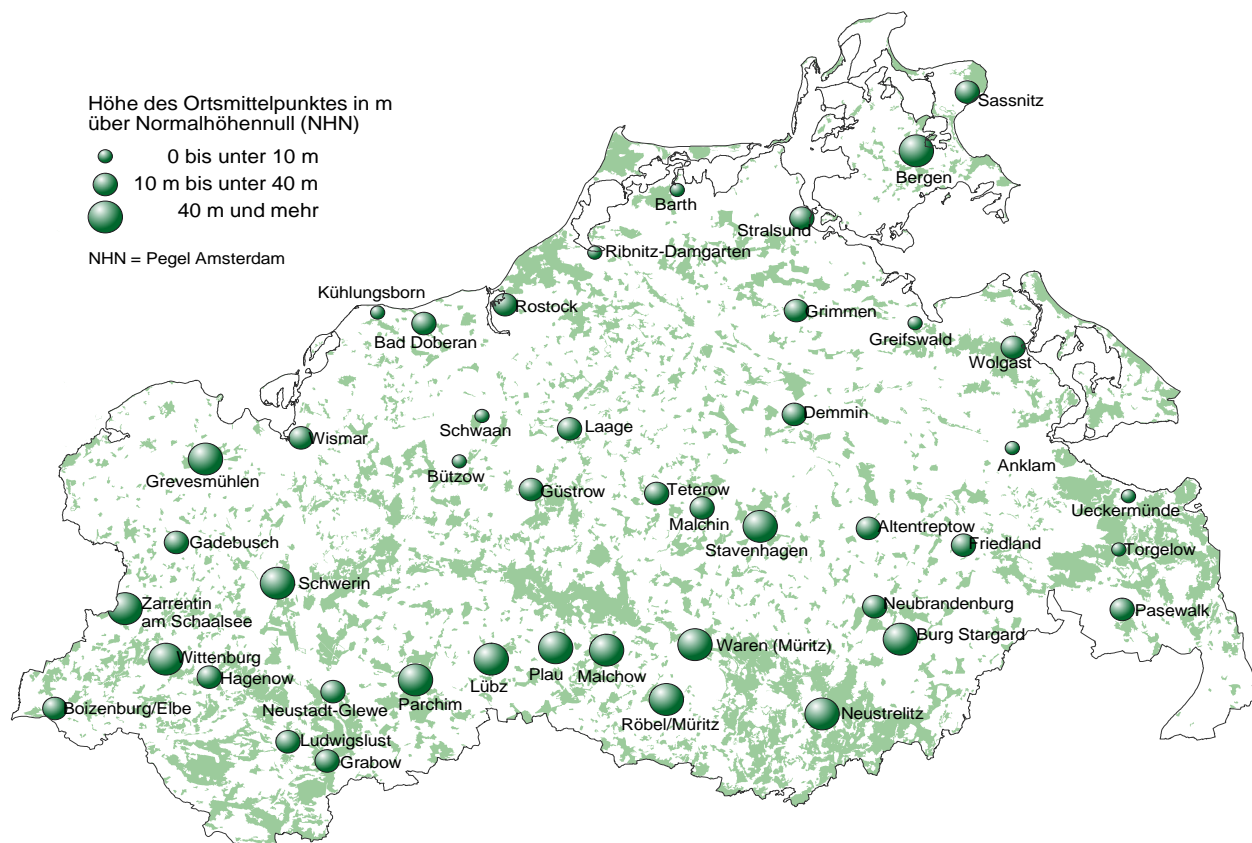 Höhe des Ortsmittelpunktes in m
über Normalhöhennull (NHN)
0 bis unter 10 m
10 m bis unter 40 m
40 m und mehr
NHN = Pegel Amsterdam
Sassnitz
Bergen
Barth
Stralsund
Ribnitz-Damgarten
Kühlungsborn
Rostock
Bad Doberan
Grimmen
Greifswald
Wolgast
Demmin
Schwaan
Laage
Wismar
Anklam
Grevesmühlen
Bützow
Güstrow
Teterow
Malchin
Ueckermünde
Stavenhagen
Altentreptow
Gadebusch
Friedland
Torgelow
Schwerin
Zarrentin
am Schaalsee
Neubrandenburg
Pasewalk
Burg Stargard
Waren (Müritz)
Wittenburg
Plau
Malchow
Hagenow
Lübz
Parchim
Neustadt-Glewe
Boizenburg/Elbe
Röbel/Müritz
Neustrelitz
Ludwigslust
Grabow